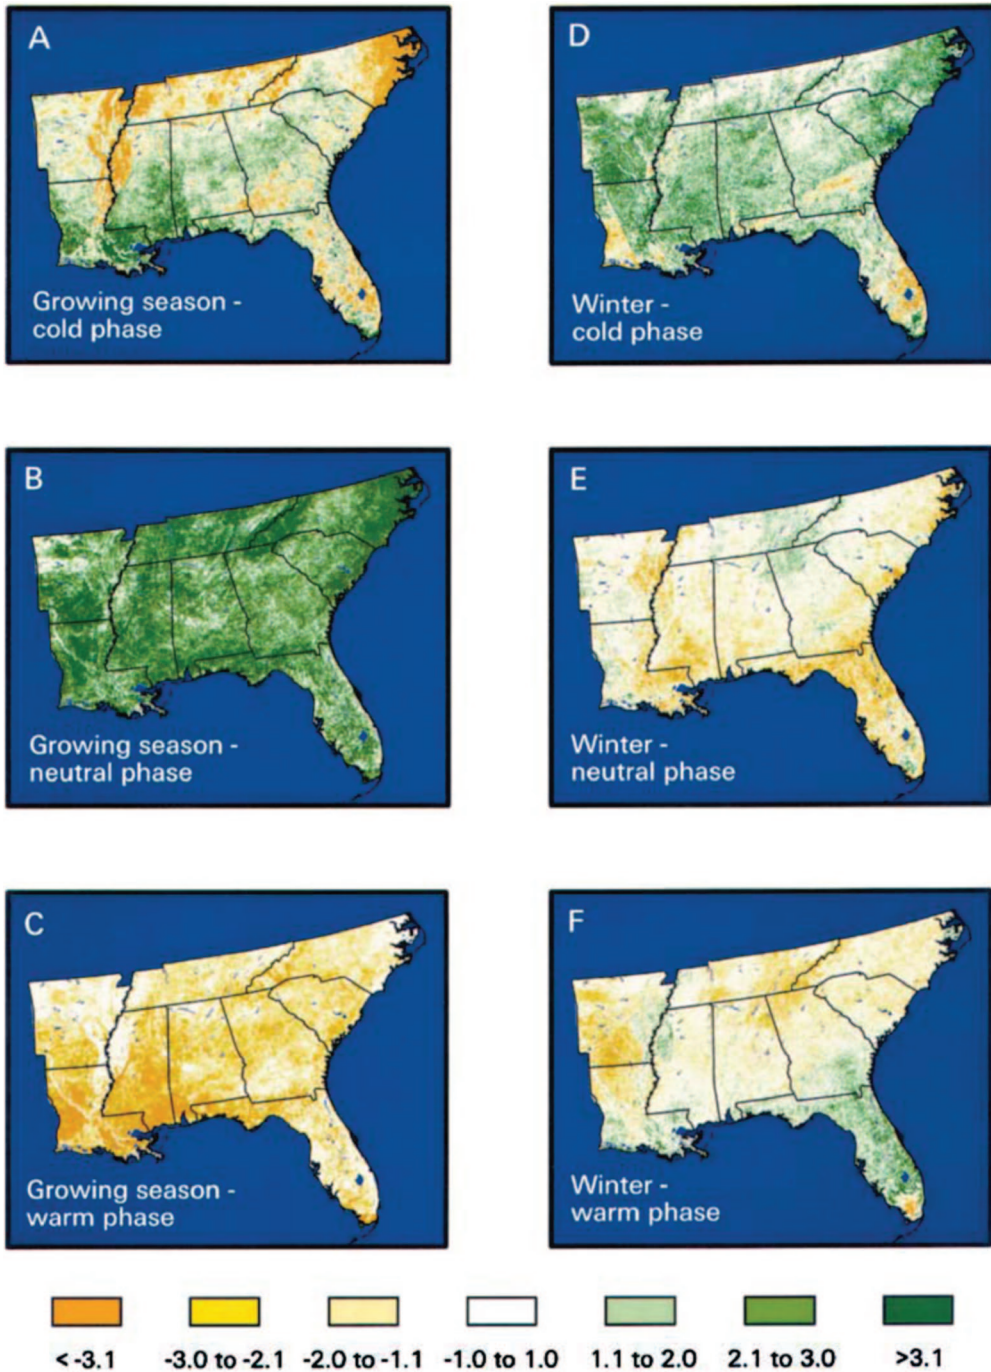 A
Growing season -
cold phase
D
Winter -
cold phase
B
Growing season -
neutral phase
E
Winter -
neutral phase
C
Growing season -
warm phase
F
Winter -
warm phase
< -3.1
-3.0 to -2.1
-2.0 to -1.1
-1.0 to 1.0
1.1 to 2.0
2.1 to 3.0
>3.1